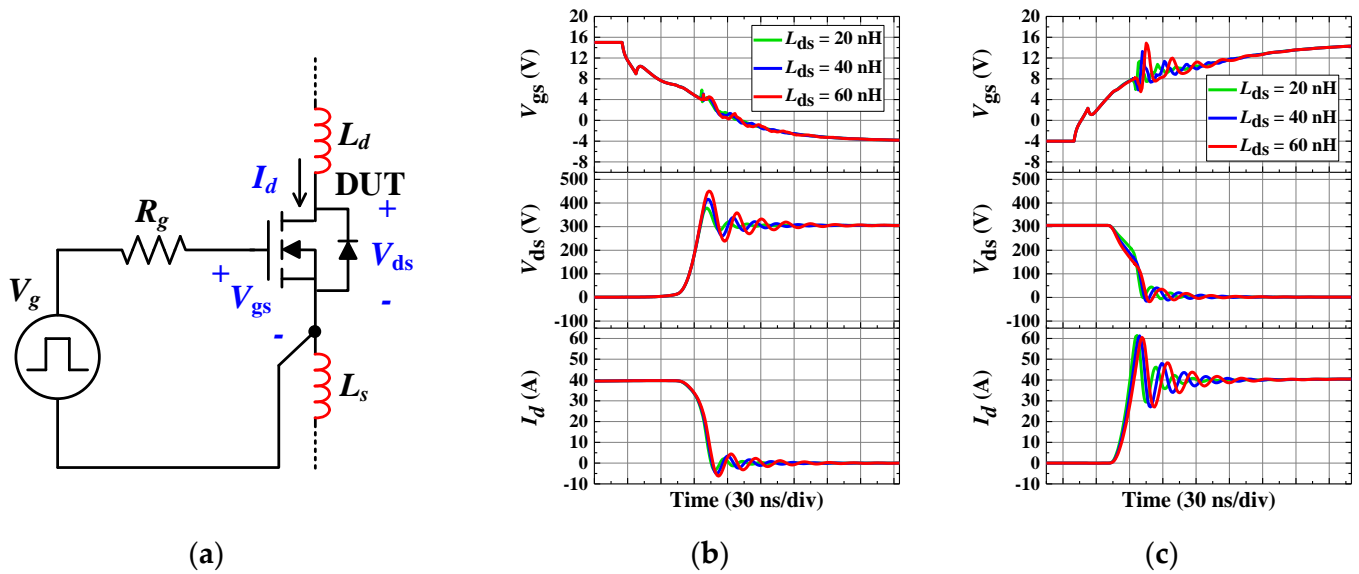 L_d
I_d
DUT
R_g
+
+
V_ds
V_g
V_gs
-
-
L_s
(a)
20
16
12
8
4
0
-4
-8
V_gs (V)
L_ds = 20 nH
L_ds = 40 nH
L_ds = 60 nH
500
400
300
200
100
0
-100
V_ds (V)
60
50
40
30
20
10
0
-10
I_d (A)
Time (30 ns/div)
(b)
20
16
12
8
4
0
-4
-8
V_gs (V)
L_ds = 20 nH
L_ds = 40 nH
L_ds = 60 nH
500
400
300
200
100
0
-100
V_ds (V)
60
50
40
30
20
10
0
-10
I_d (A)
Time (30 ns/div)
(c)